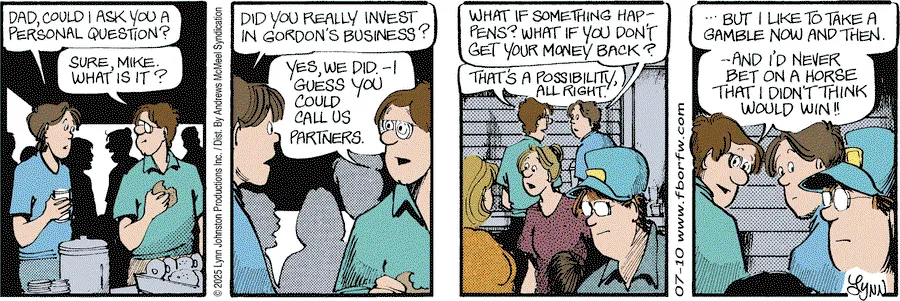 DAD, COULD I ASK YOU A
PERSONAL QUESTION?
SURE, MIKE.
WHAT IS IT?
© 2025 Lynn Johnston Productions Inc. / Dist. By Andrews McMeel Syndication
DID YOU REALLY INVEST
IN GORDON'S BUSINESS?
YES, WE DID. – I
GUESS YOU
COULD
CALL US
PARTNERS.
WHAT IF SOMETHING HAP-
PENS? WHAT IF YOU DON'T
GET YOUR MONEY BACK?
THAT'S A POSSIBILITY,
ALL RIGHT.
07-10 www.fborfw.com
... BUT I LIKE TO TAKE A
GAMBLE NOW AND THEN.
–AND I'D NEVER
BET ON A HORSE
THAT I DIDN'T THINK
WOULD WIN!!
LYNN